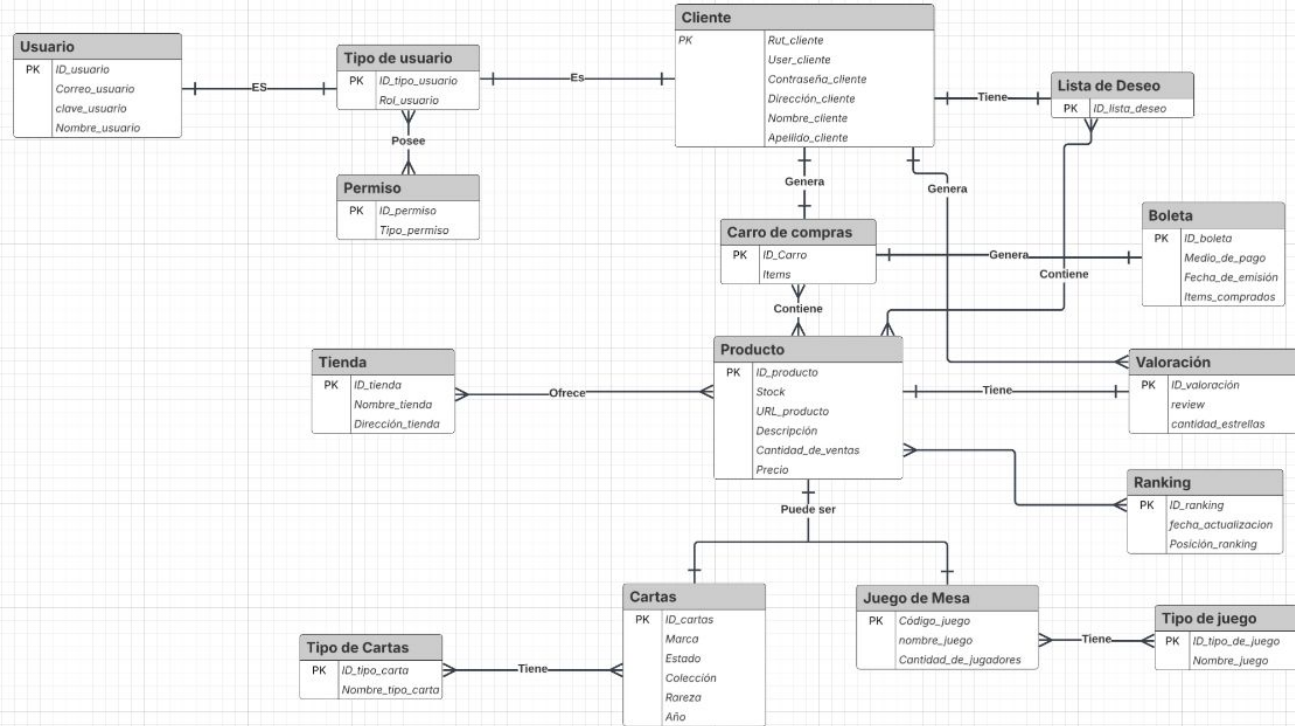 Usuario
PK ID_usuario
Correo_usuario
clave_usuario
Nombre_usuario
ES
Tipo de usuario
PK ID_tipo_usuario
Rol_usuario
Posee
Permiso
PK ID_permiso
Tipo_permiso
Es
Cliente
PK Rut_cliente
User_cliente
Contraseña_cliente
Dirección_cliente
Nombre_cliente
Apellido_cliente
Tiene
Lista de Deseo
PK ID_lista_deseo
Genera
Genera
Carro de compras
PK ID_Carro
Items
Genera
Contiene
Boleta
PK ID_boleta
Medio_de_pago
Fecha_de_emisión
Items_comprados
Contiene
Tienda
PK ID_tienda
Nombre_tienda
Dirección_tienda
Ofrece
Producto
PK ID_producto
Stock
URL_producto
Descripción
Cantidad_de_ventas
Precio
Tiene
Valoración
PK ID_valoración
review
cantidad_estrellas
Ranking
PK ID_ranking
fecha_actualizacion
Posición_ranking
Puede ser
Tipo de Cartas
PK ID_tipo_carta
Nombre_tipo_carta
Tiene
Cartas
PK ID_cartas
Marca
Estado
Colección
Rareza
Año
Juego de Mesa
PK Código_juego
nombre_juego
Cantidad_de_jugadores
Tiene
Tipo de juego
PK ID_tipo_de_juego
Nombre_juego